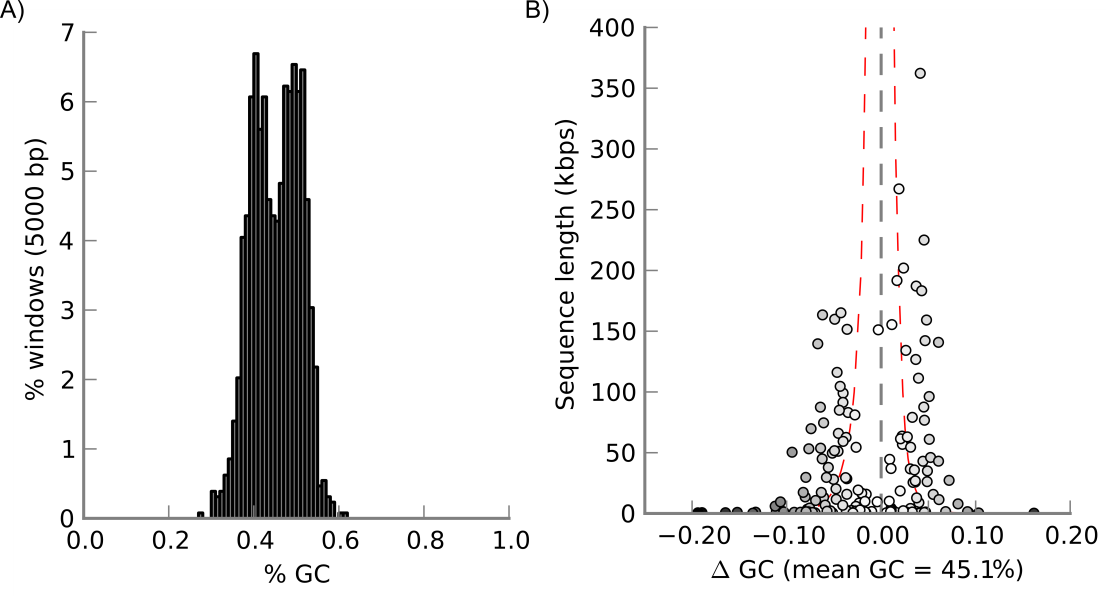 A)
7
6
5
4
3
2
1
0
% windows (5000 bp)
0.0 0.2 0.4 0.6 0.8 1.0
% GC
B)
400
350
300
250
200
150
100
50
0
Sequence length (kbps)
−0.20 −0.10 0.00 0.10 0.20
Δ GC (mean GC = 45.1%)